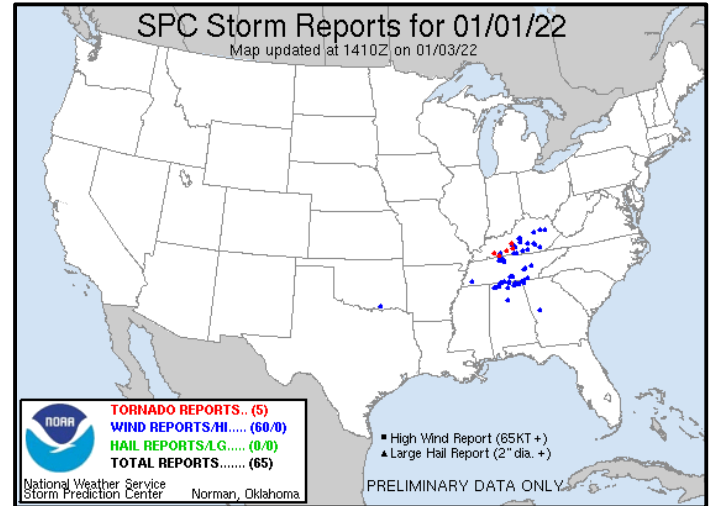 SPC Storm Reports for 01/01/22
Map updated at 1410Z on 01/03/22
NOAA
TORNADO REPORTS.. (5)
WIND REPORTS/HI..... (60/0)
HAIL REPORTS/LG..... (0/0)
TOTAL REPORTS....... (65)
National Weather Service
Storm Prediction Center Norman, Oklahoma
High Wind Report (65KT +)
Large Hail Report (2" dia. +)
PRELIMINARY DATA ONLY